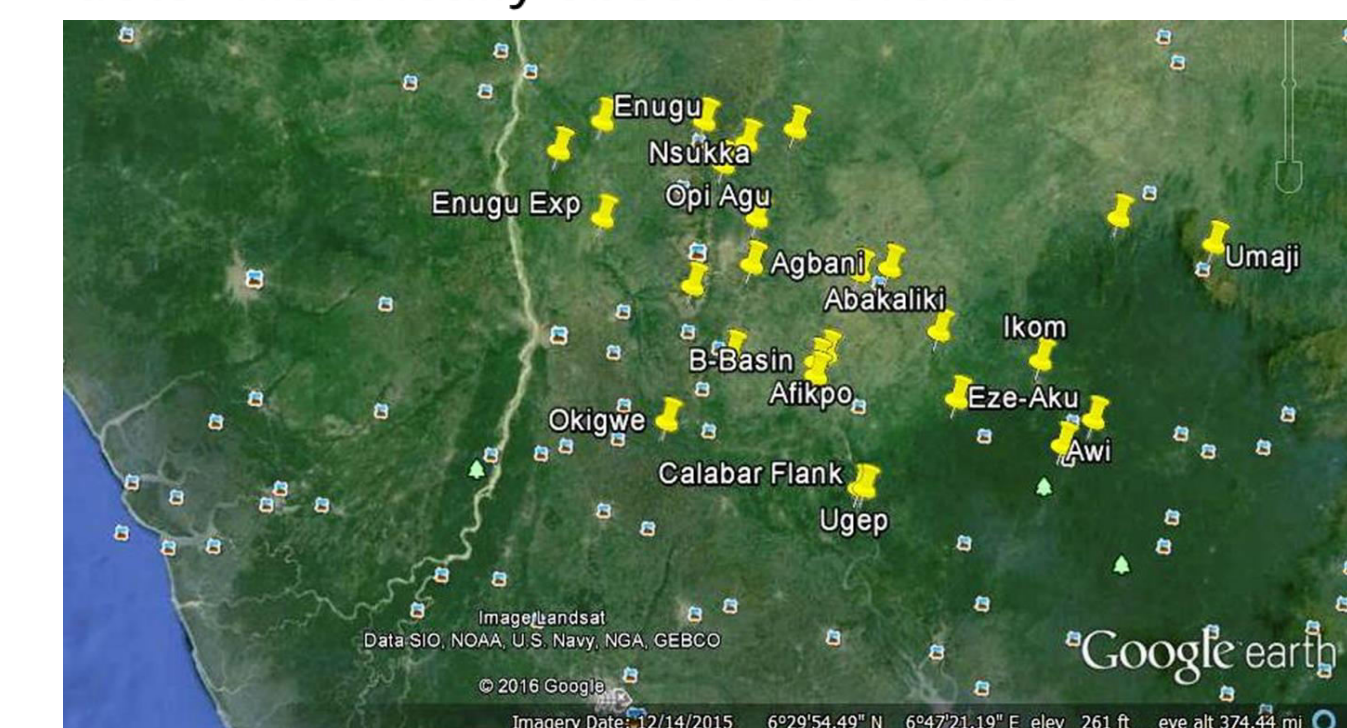 Enugu
Nsukka
Opi Agu
Enugu Exp
Agbani
Umaji
Abakaliki
Ikom
B-Basin
Afikpo
Eze-Aku
Okigwe
Awi
Calabar Flank
Ugep
Image Landsat
Data SIO, NOAA, U.S. Navy, NGA, GEBCO
Google earth
© 2016 Google
Imagery Date: 12/14/2015 6°29'54.49" N 6°47'21.19" E elev 261 ft eye alt 374.44 mi